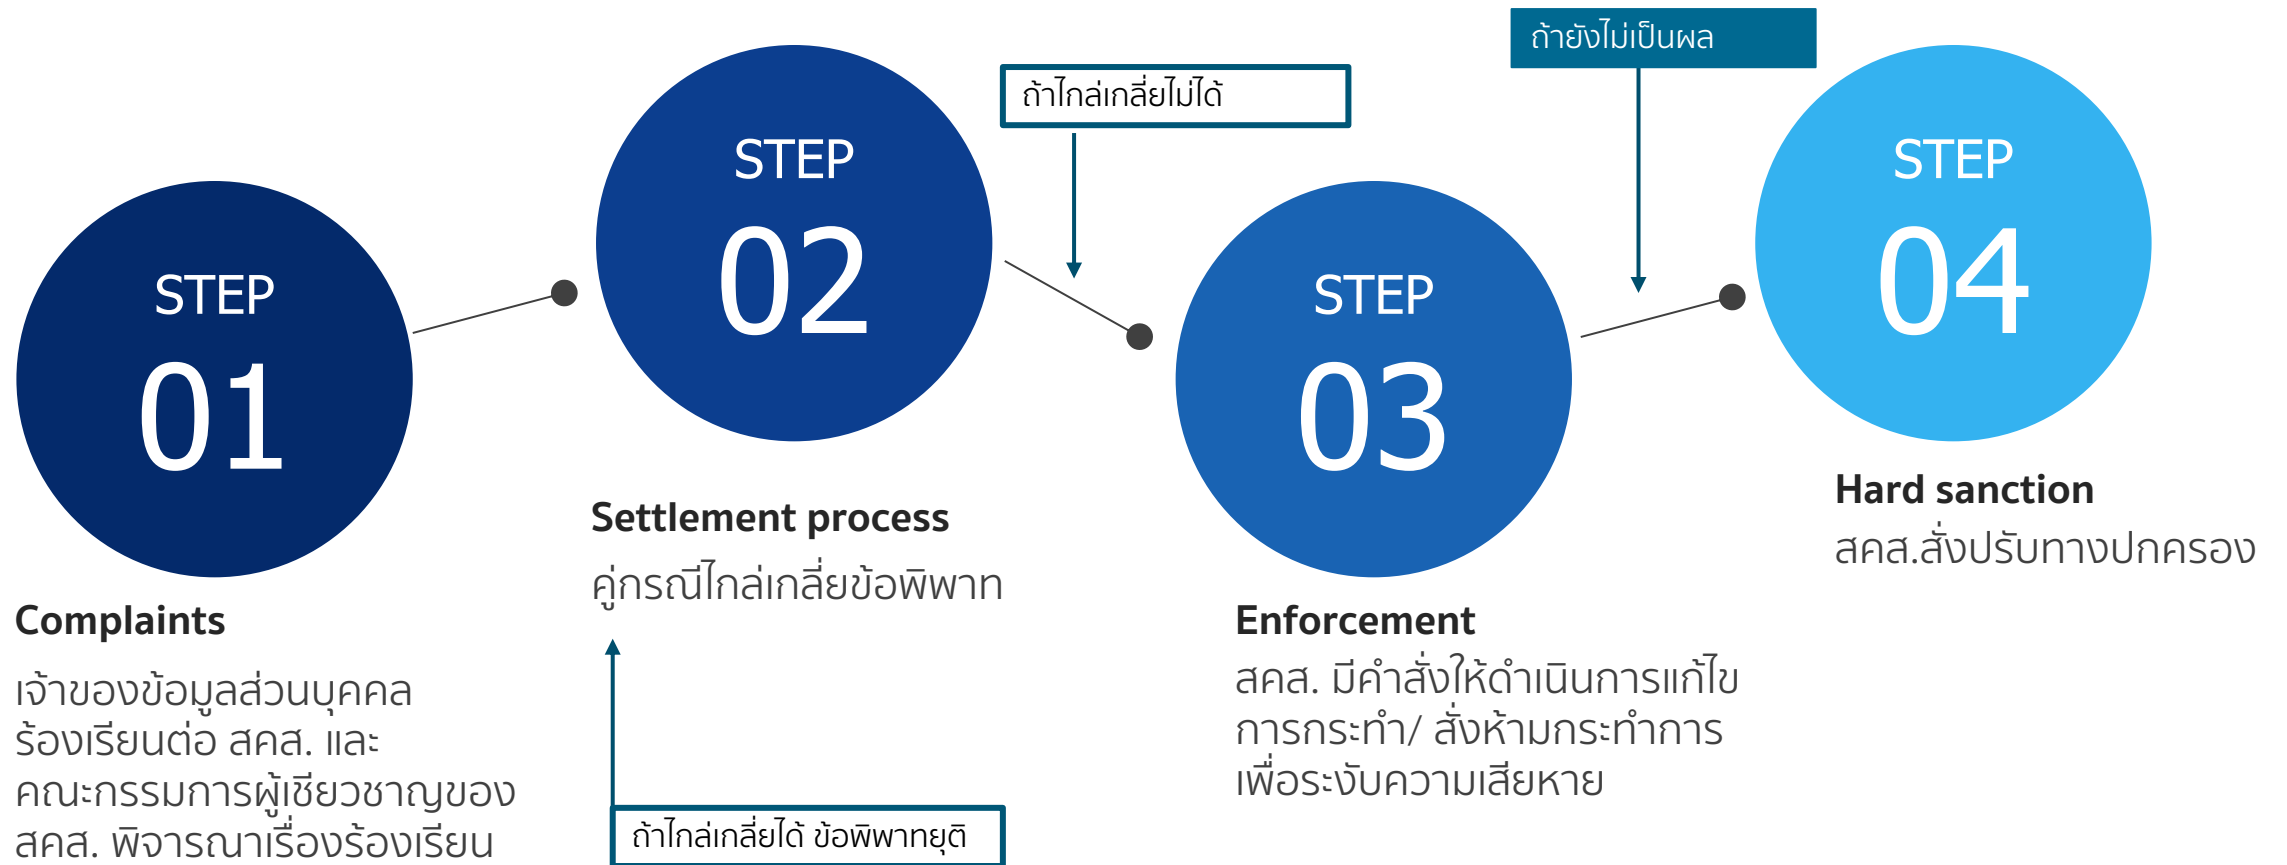 STEP
01
Complaints
เจ้าของข้อมูลส่วนบุคคล
ร้องเรียนต่อ สคส. และ
คณะกรรมการผู้เชียวชาญของ
สคส. พิจารณาเรื่องร้องเรียน
STEP
02
Settlement process
คู่กรณีไกล่เกลี่ยข้อพิพาท
ถ้าไกล่เกลี่ยได้ ข้อพิพาทยุติ
ถ้าไกล่เกลี่ยไม่ได้
STEP
03
Enforcement
สคส. มีคำสั่งให้ดำเนินการแก้ไข
การกระทำ/ สั่งห้ามกระทำการ
เพื่อระงับความเสียหาย
ถ้ายังไม่เป็นผล
STEP
04
Hard sanction
สคส.สั่งปรับทางปกครอง